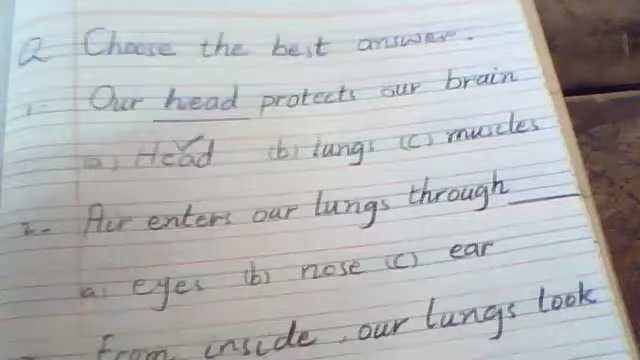 Q Choose the best answer.
1. Our head protects our brain
(a) Head (b) lungs (c) muscles
2- Air enters our lungs through ____
(a) eyes (b) nose (c) ear
From inside, our lungs look